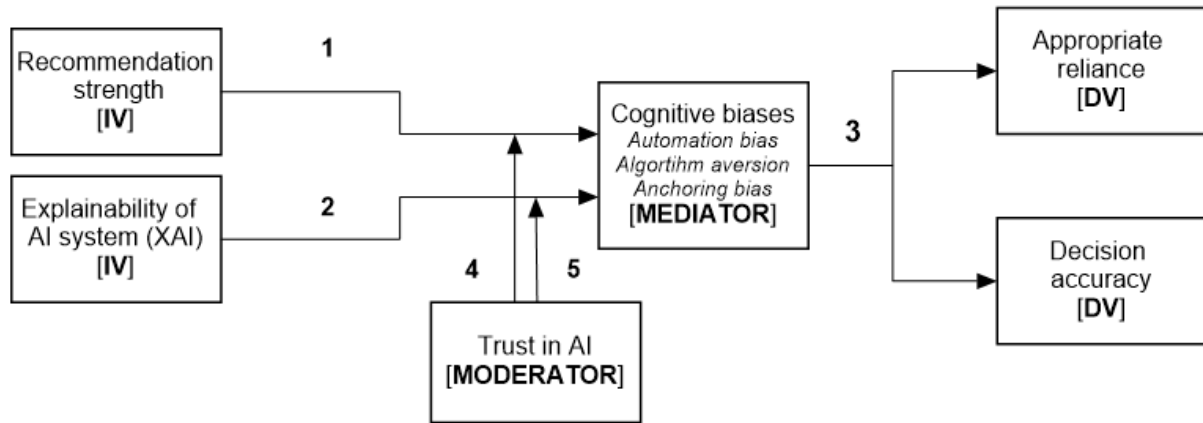 Recommendation
strength
[IV]
1
Explainability of
AI system (XAI)
[IV]
2
4
5
Trust in AI
[MODERATOR]
Cognitive biases
Automation bias
Algortihm aversion
Anchoring bias
[MEDIATOR]
3
Appropriate
reliance
[DV]
Decision
accuracy
[DV]